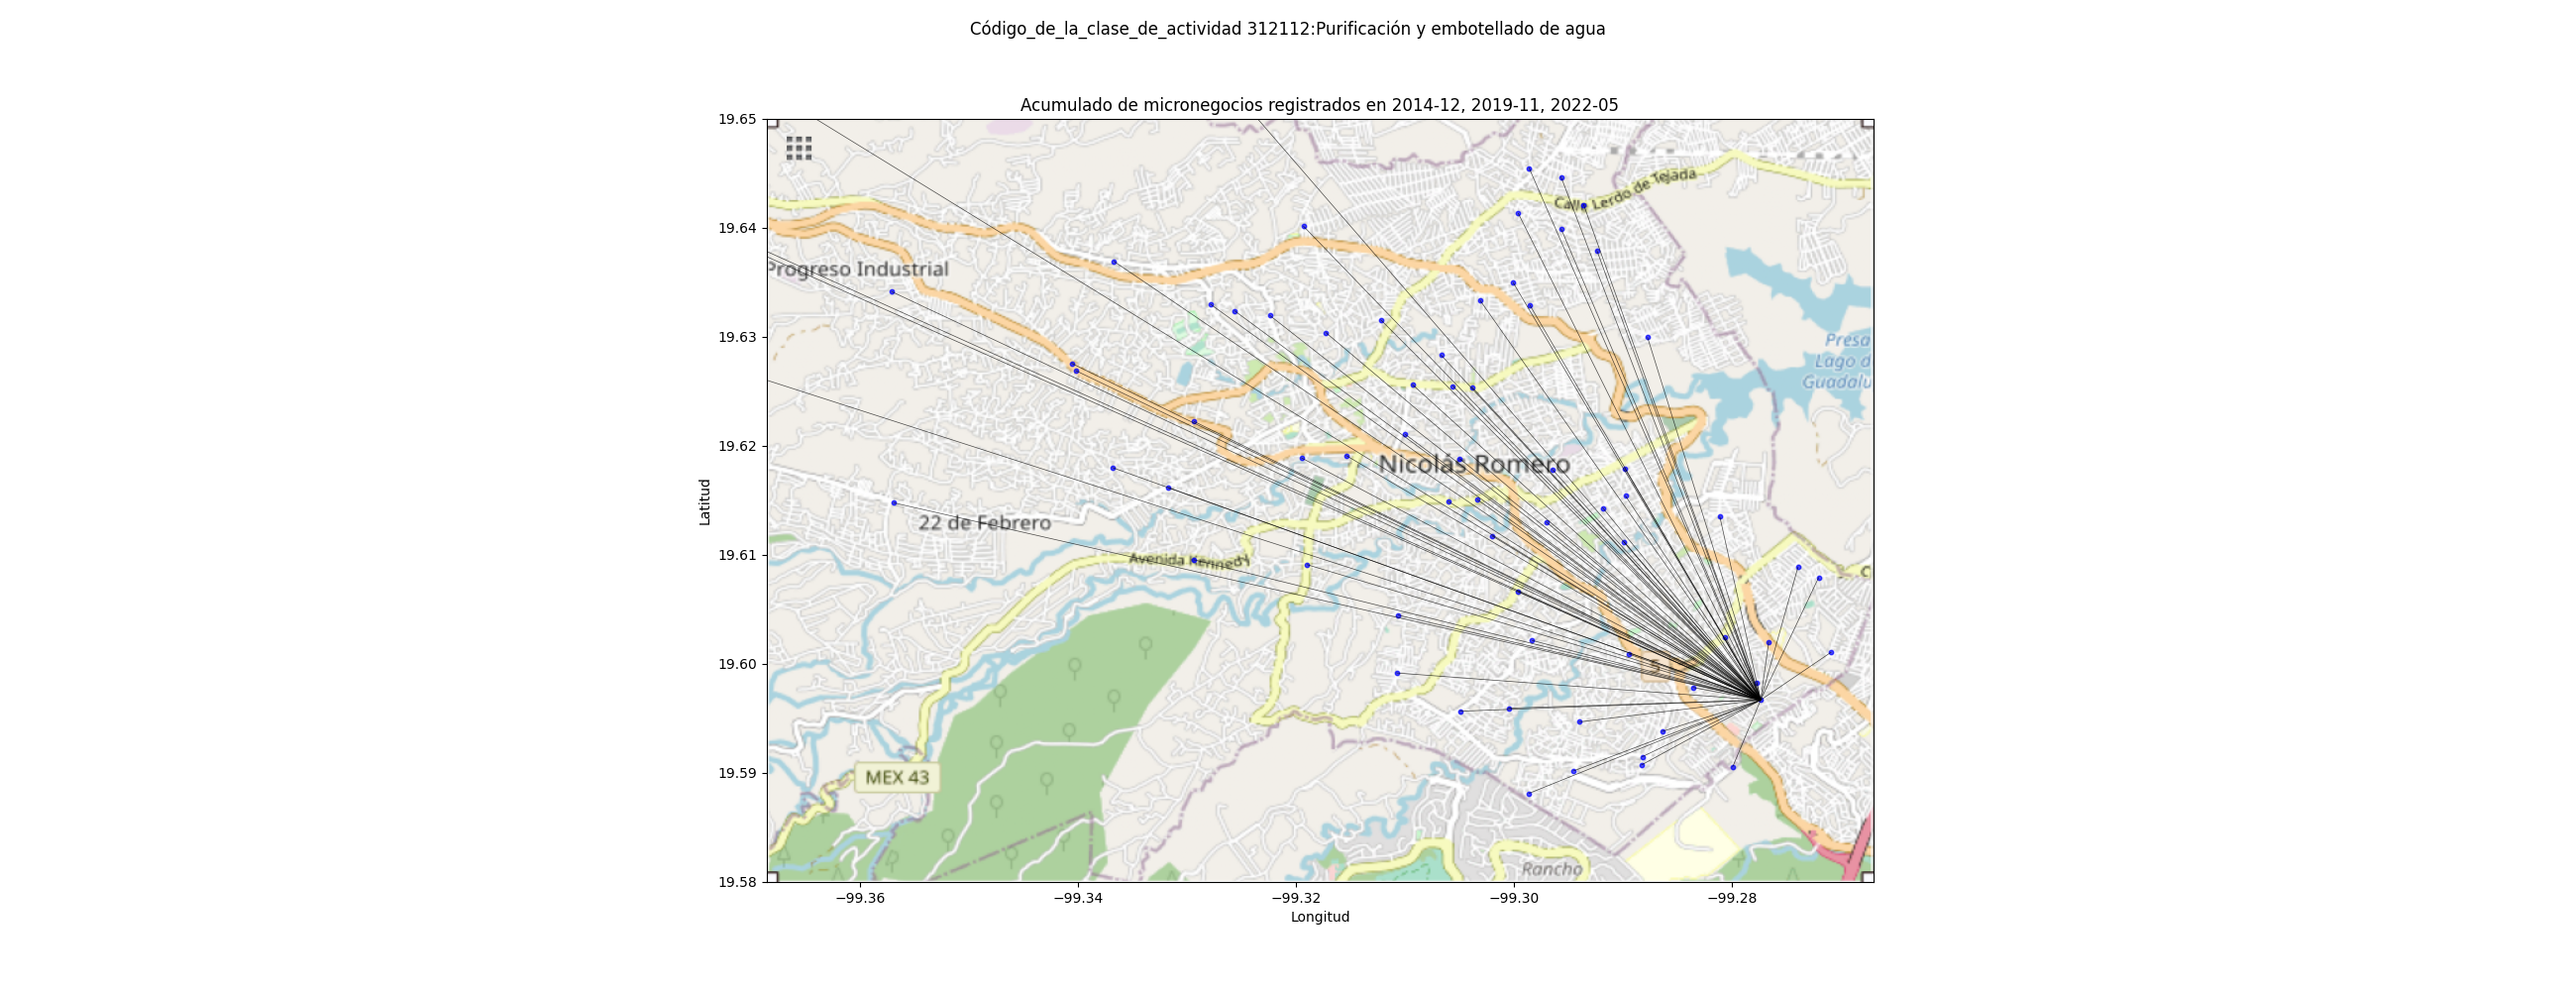 Código_de_la_clase_de_actividad 312112:Purificación y embotellado de agua
Acumulado de micronegocios registrados en 2014-12, 2019-11, 2022-05
19.65
19.64
19.63
19.62
19.61
19.60
19.59
19.58
Latitud
Calle Lerdo de Tejada
Progreso Industrial
Presa
Lago d
Guadalu
Nicolás Romero
22 de Febrero
Avenida Kennedy
C
5
MEX 43
Rancho
−99.36
−99.34
−99.32
−99.30
−99.28
Longitud